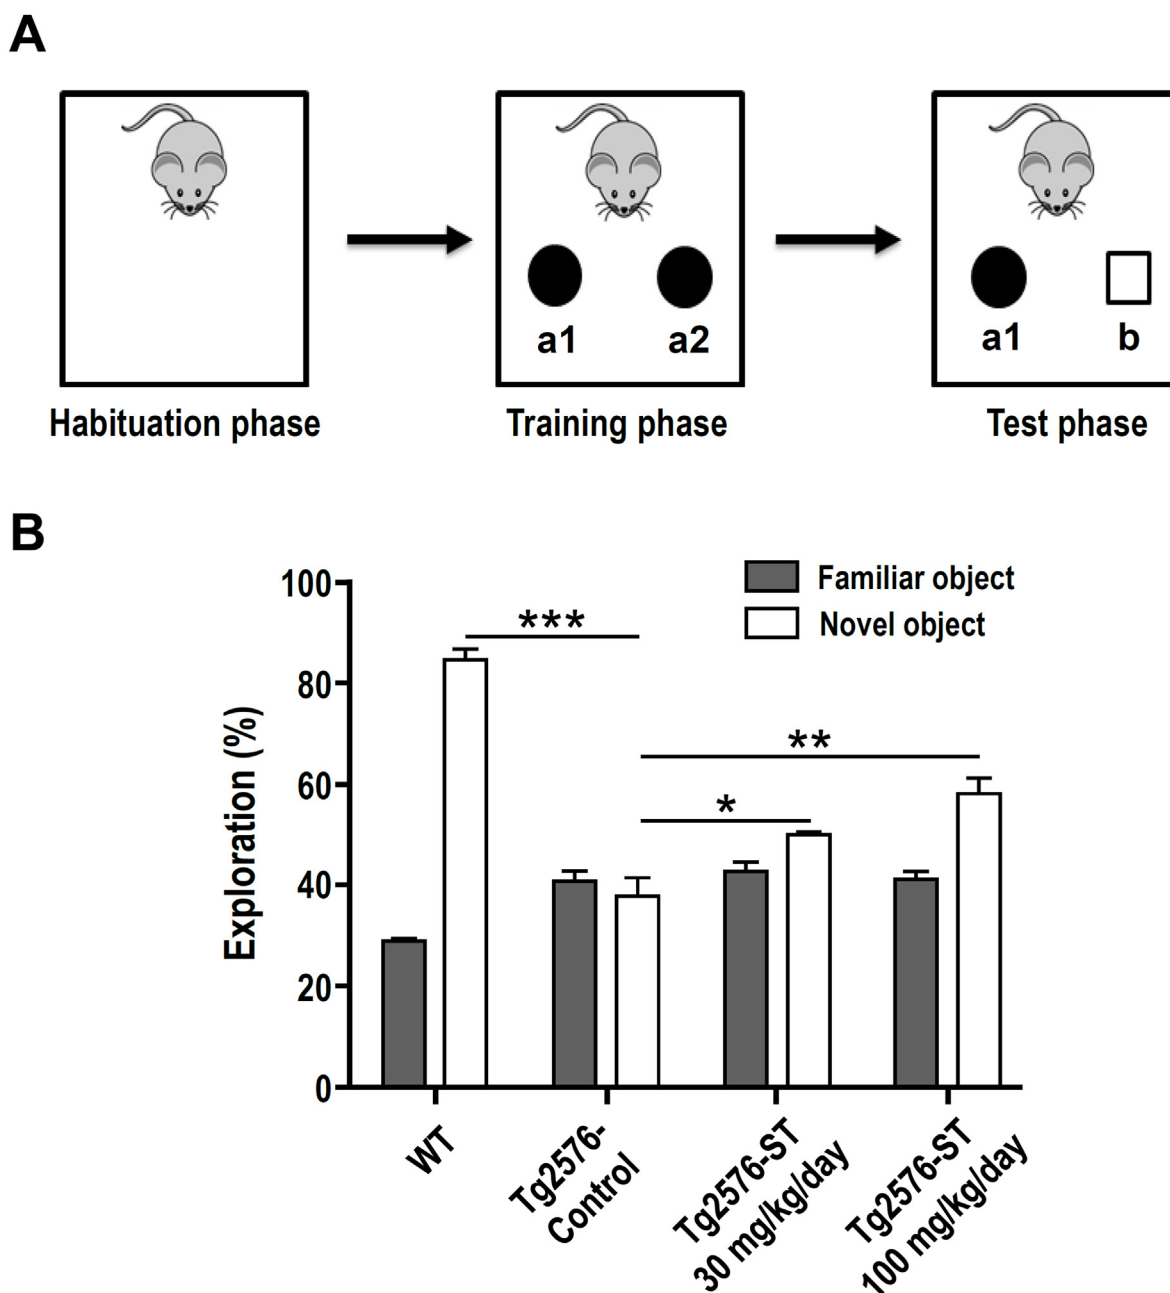 A
a1
a2
a1
b
Habituation phase
Training phase
Test phase
B
Familiar object
Novel object
100
80
60
40
20
0
Exploration (%)
***
**
*
WT
Tg2576-
Control
Tg2576-ST
30 mg/kg/day
Tg2576-ST
100 mg/kg/day